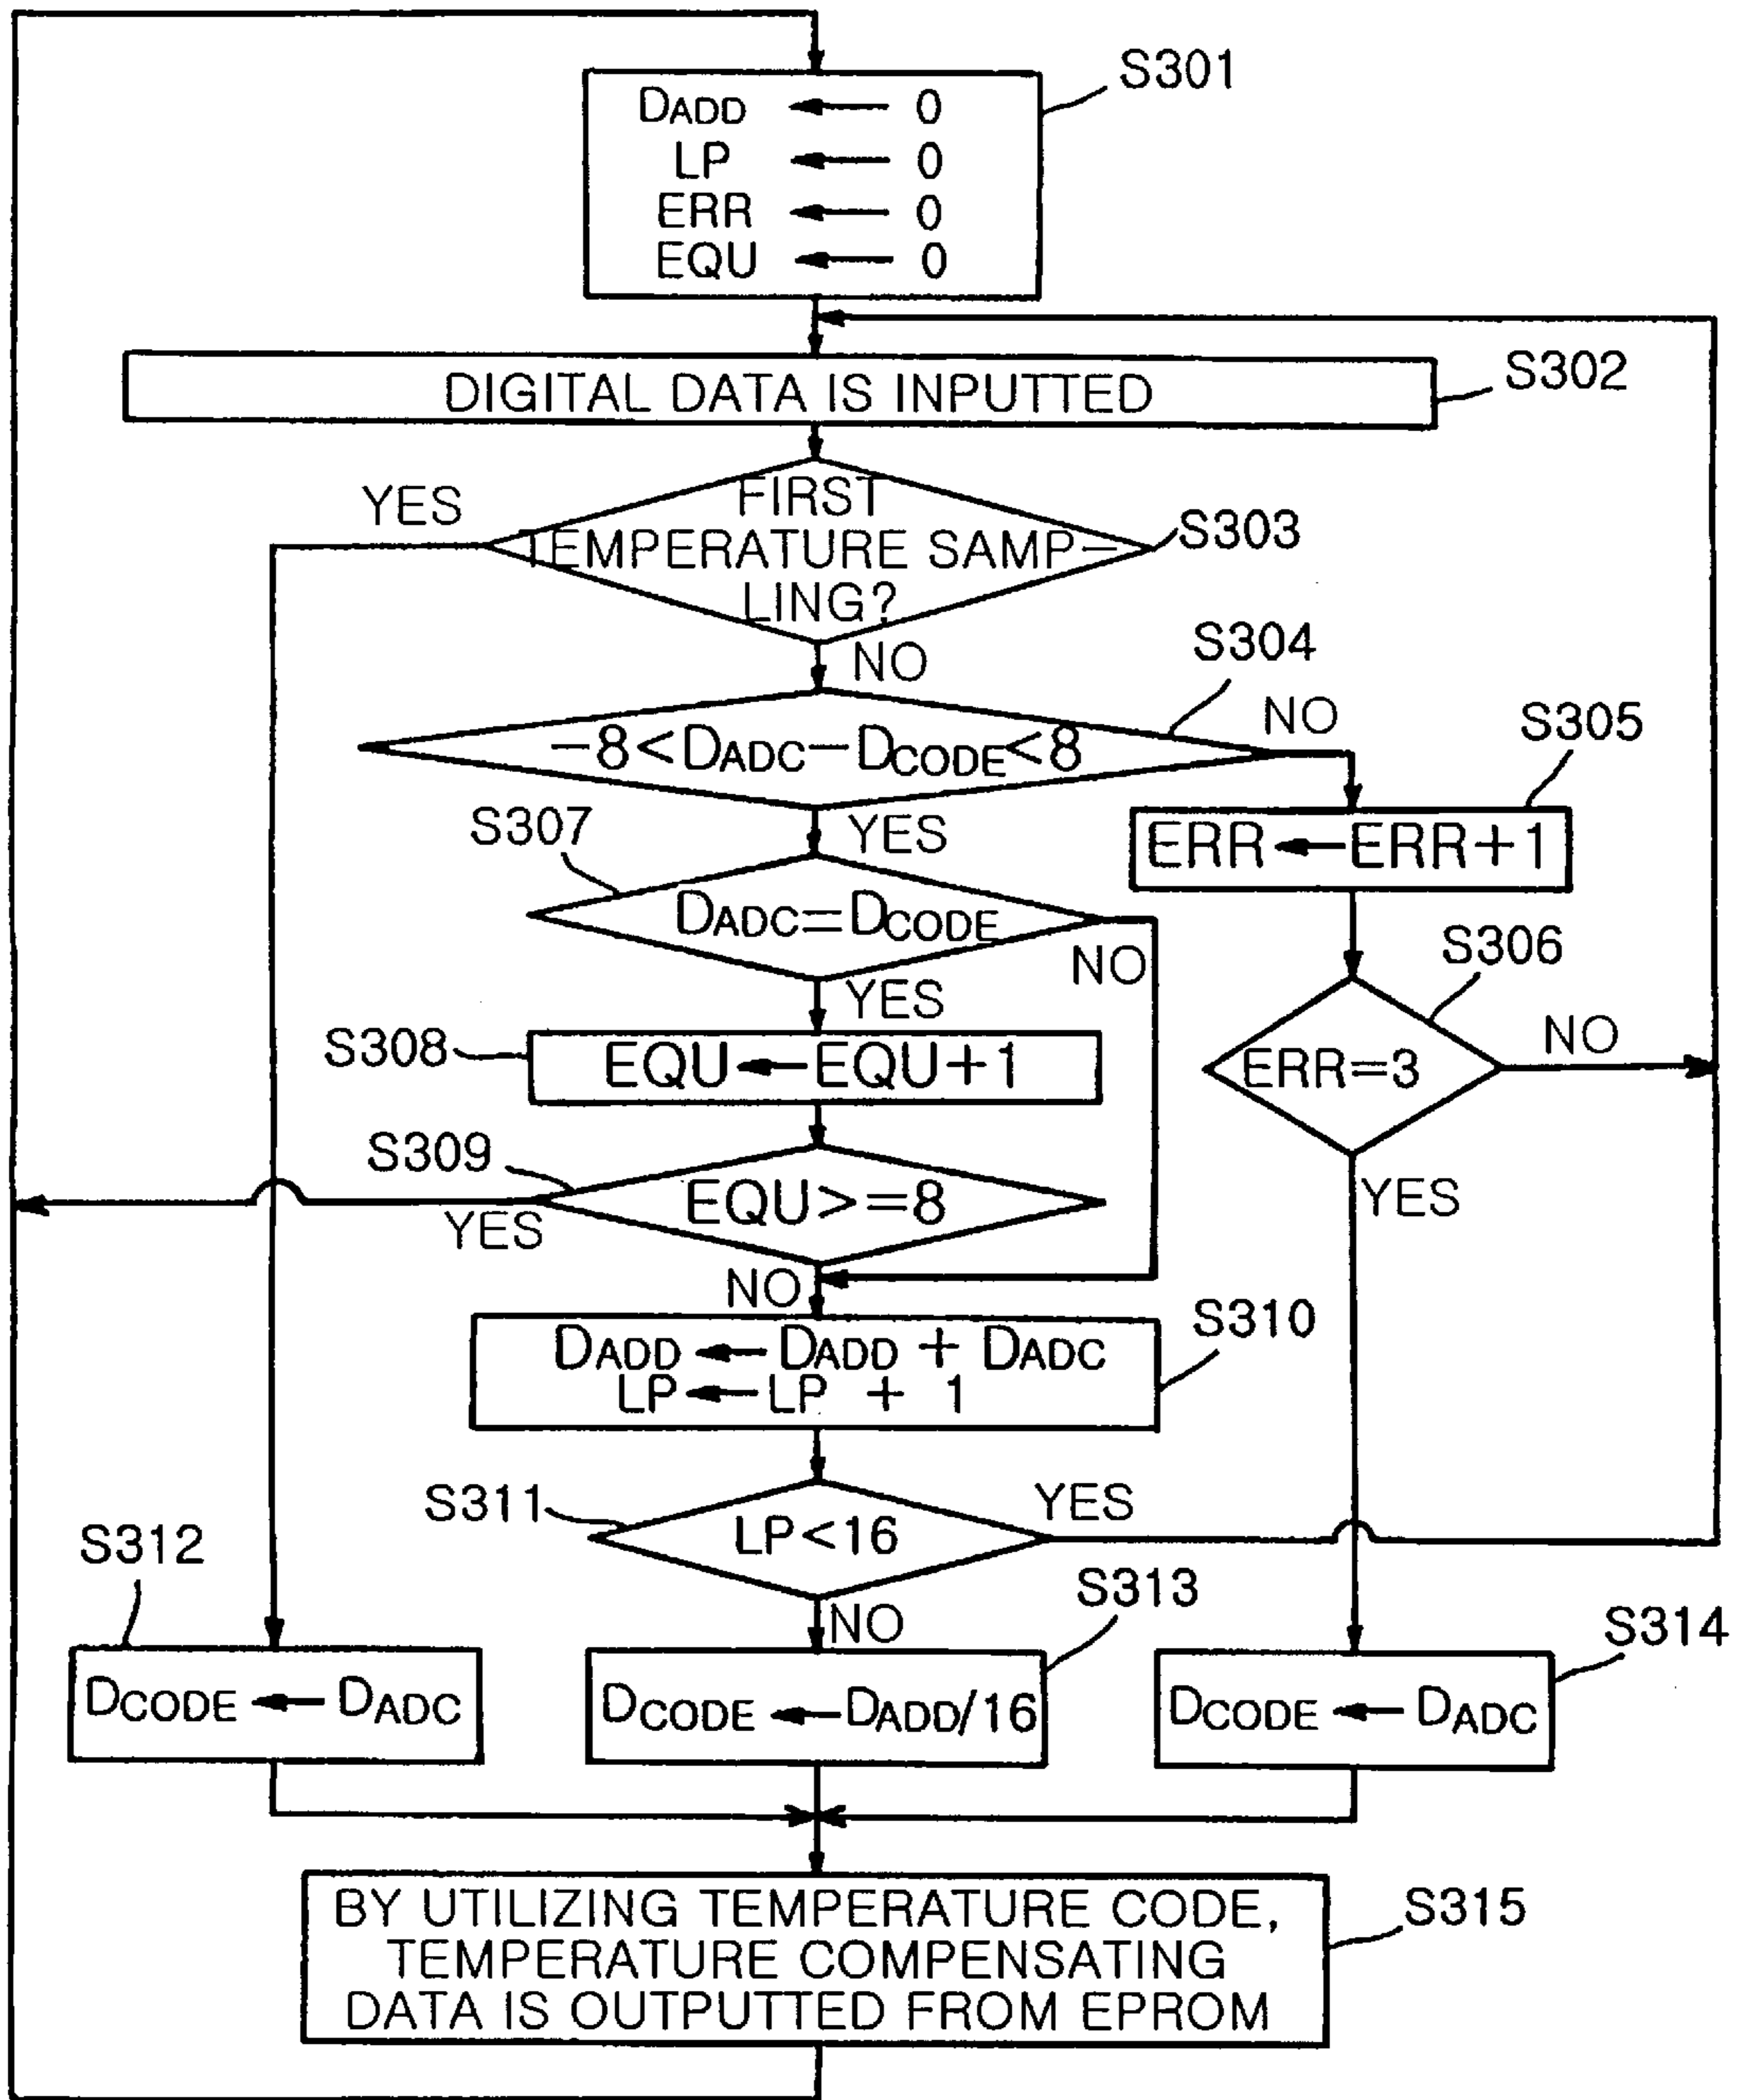 S301
DADD ← 0
LP ← 0
ERR ← 0
EQU ← 0
DIGITAL DATA IS INPUTTED
S302
YES
FIRST
TEMPERATURE SAMP-
LING?
S303
NO
S304
-8<DADC-DCODE<8
NO
S305
ERR←ERR+1
YES
S307
DADC=DCODE
NO
S306
YES
S308
EQU←EQU+1
ERR=3
NO
S309
EQU>=8
YES
YES
NO
S310
DADD←DADD + DADC
LP←LP + 1
S311
LP<16
YES
S312
NO
S313
S314
DCODE ← DADC
DCODE ←DADD/16
DCODE ← DADC
BY UTILIZING TEMPERATURE CODE,
TEMPERATURE COMPENSATING
DATA IS OUTPUTTED FROM EPROM
S315